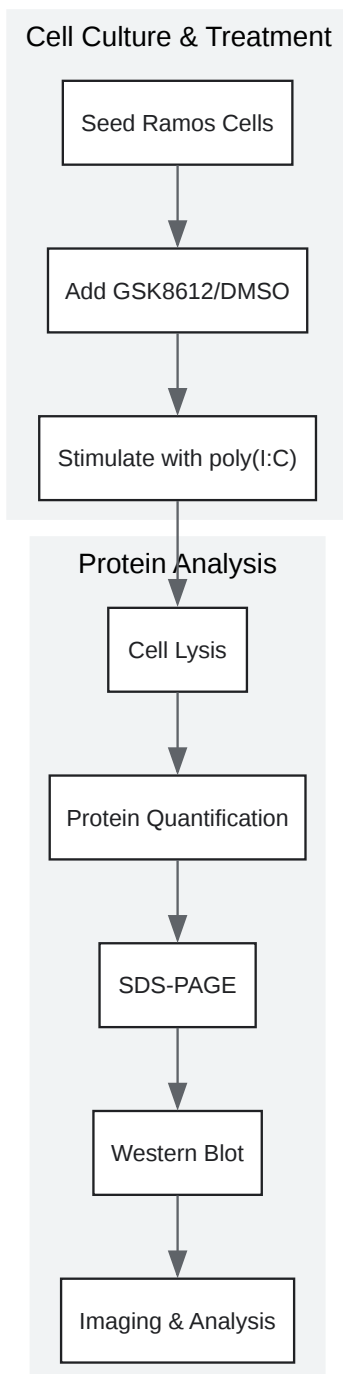 Cell Culture & Treatment
Seed Ramos Cells
Add GSK8612/DMSO
Stimulate with poly(I:C)
Protein Analysis
Cell Lysis
Protein Quantification
SDS-PAGE
Western Blot
Imaging & Analysis